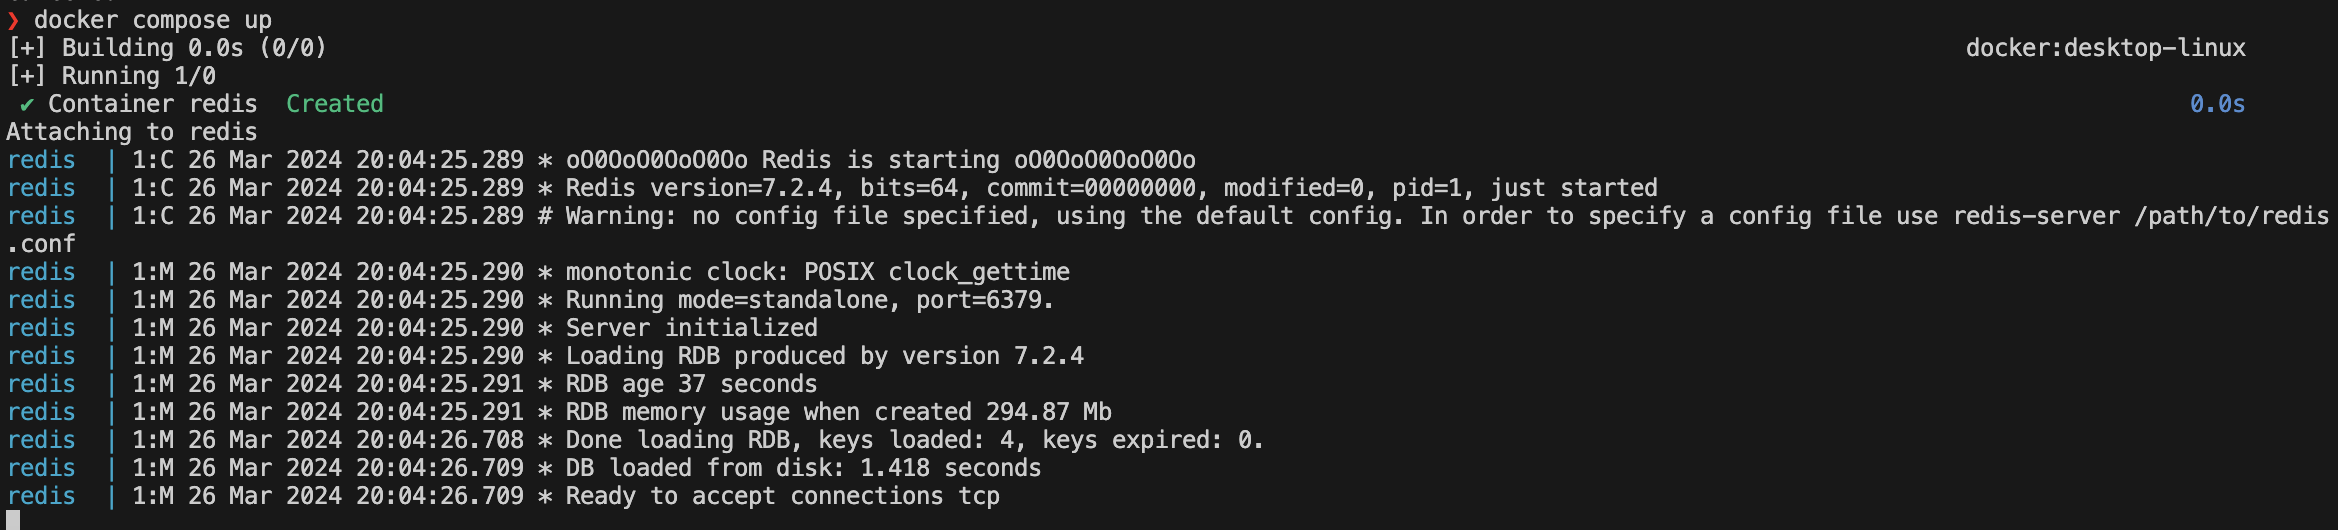 ❯ docker compose up
[+] Building 0.0s (0/0) docker:desktop-linux
[+] Running 1/0
✔ Container redis Created 0.0s
Attaching to redis
redis | 1:C 26 Mar 2024 20:04:25.289 * oO0OoO0OoO0Oo Redis is starting oO0OoO0OoO0Oo
redis | 1:C 26 Mar 2024 20:04:25.289 * Redis version=7.2.4, bits=64, commit=00000000, modified=0, pid=1, just started
redis | 1:C 26 Mar 2024 20:04:25.289 # Warning: no config file specified, using the default config. In order to specify a config file use redis-server /path/to/redis
.conf
redis | 1:M 26 Mar 2024 20:04:25.290 * monotonic clock: POSIX clock_gettime
redis | 1:M 26 Mar 2024 20:04:25.290 * Running mode=standalone, port=6379.
redis | 1:M 26 Mar 2024 20:04:25.290 * Server initialized
redis | 1:M 26 Mar 2024 20:04:25.290 * Loading RDB produced by version 7.2.4
redis | 1:M 26 Mar 2024 20:04:25.291 * RDB age 37 seconds
redis | 1:M 26 Mar 2024 20:04:25.291 * RDB memory usage when created 294.87 Mb
redis | 1:M 26 Mar 2024 20:04:26.708 * Done loading RDB, keys loaded: 4, keys expired: 0.
redis | 1:M 26 Mar 2024 20:04:26.709 * DB loaded from disk: 1.418 seconds
redis | 1:M 26 Mar 2024 20:04:26.709 * Ready to accept connections tcp